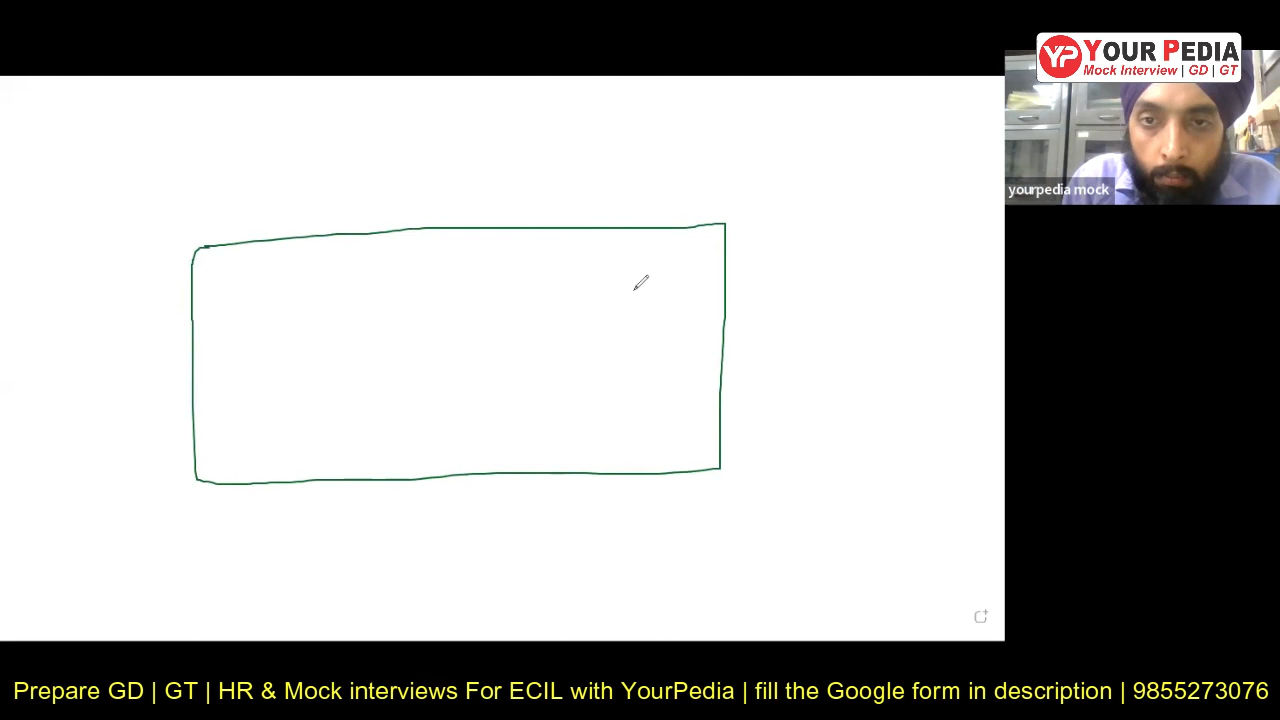 YP YOUR PEDIA
Mock Interview | GD | GT
yourpedia mock
Prepare GD | GT | HR & Mock interviews For ECIL with YourPedia | fill the Google form in description | 9855273076